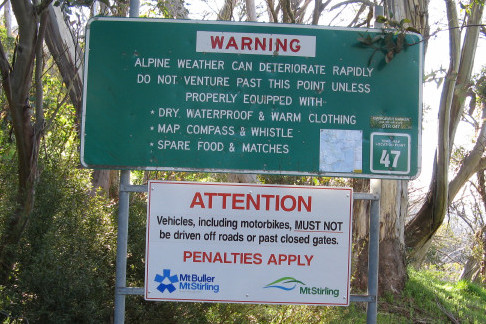 WARNING
ALPINE WEATHER CAN DETERIORATE RAPIDLY
DO NOT VENTURE PAST THIS POINT UNLESS
PROPERLY EQUIPPED WITH
* DRY WATERPROOF & WARM CLOTHING
* MAP COMPASS & WHISTLE
* SPARE FOOD & MATCHES
47
ATTENTION
Vehicles, including motorbikes, MUST NOT
be driven off roads or past closed gates.
PENALTIES APPLY
Mt Buller
Mt Stirling
Mt Stirling